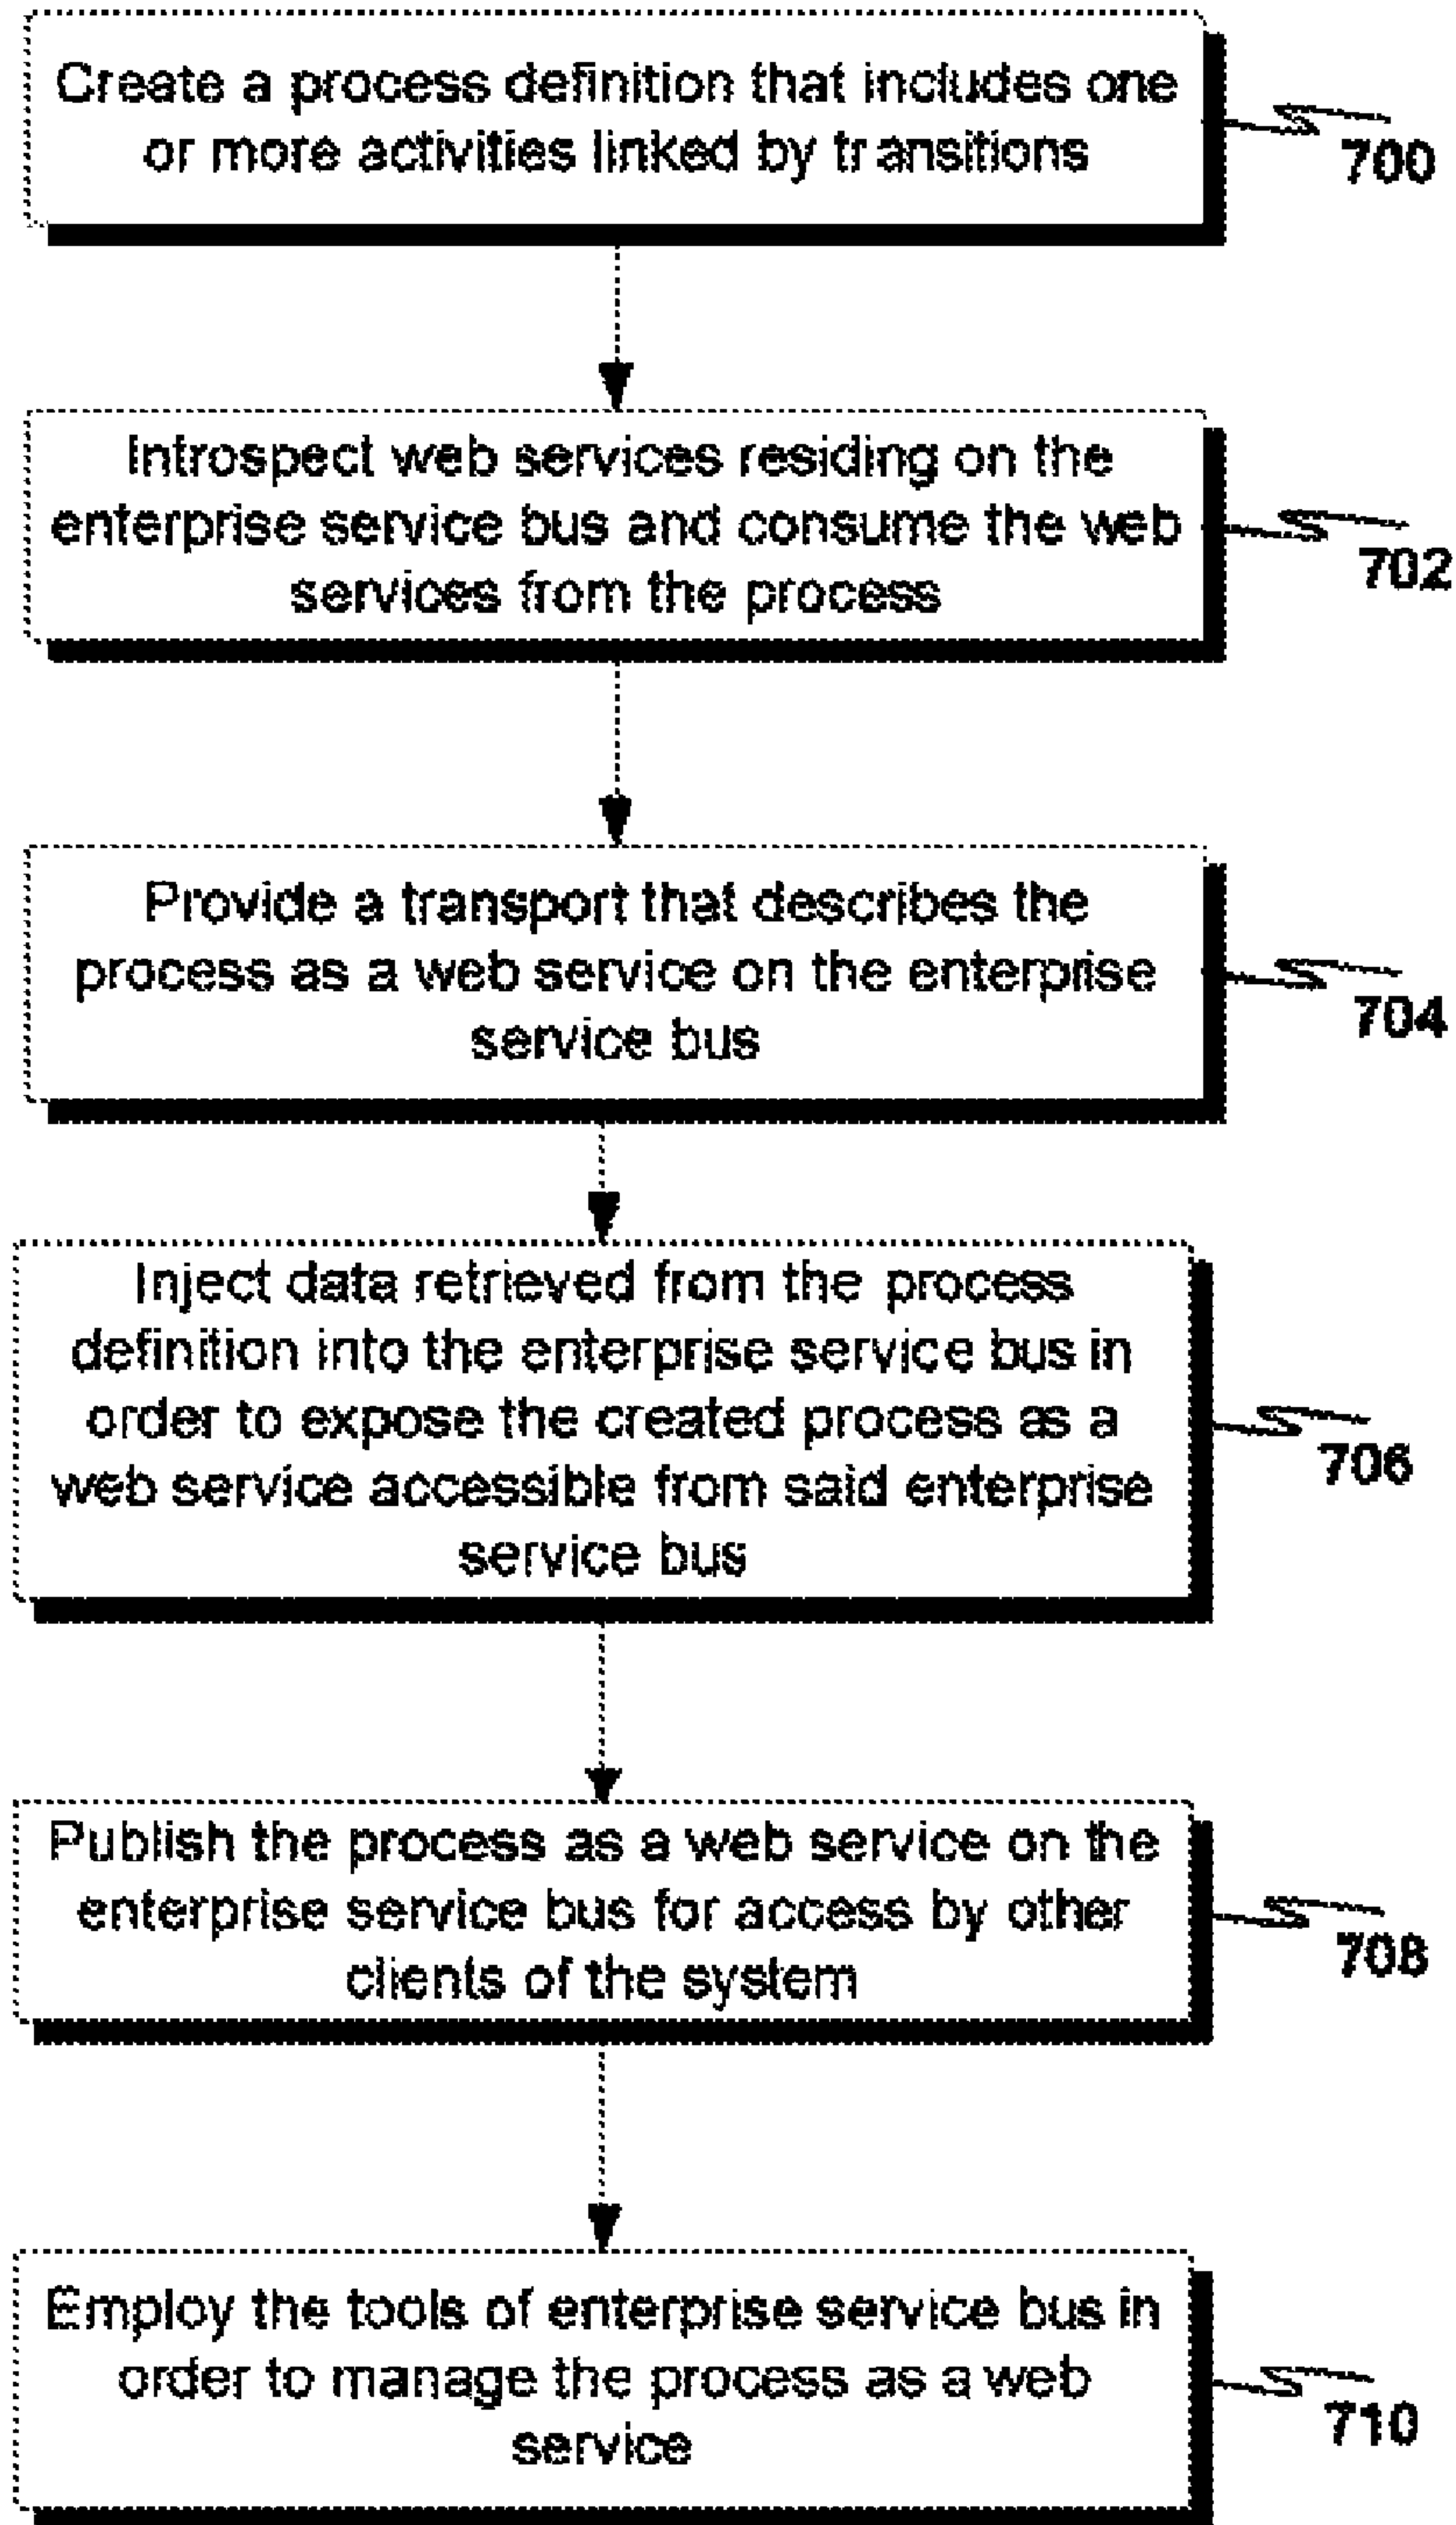 Create a process definition that includes one
or more activities linked by transitions
700
Introspect web services residing on the
enterprise service bus and consume the web
services from the process
702
Provide a transport that describes the
process as a web service on the enterprise
service bus
704
Inject data retrieved from the process
definition into the enterprise service bus in
order to expose the created process as a
web service accessible from said enterprise
service bus
706
Publish the process as a web service on the
enterprise service bus for access by other
clients of the system
708
Employ the tools of enterprise service bus in
order to manage the process as a web
service
710